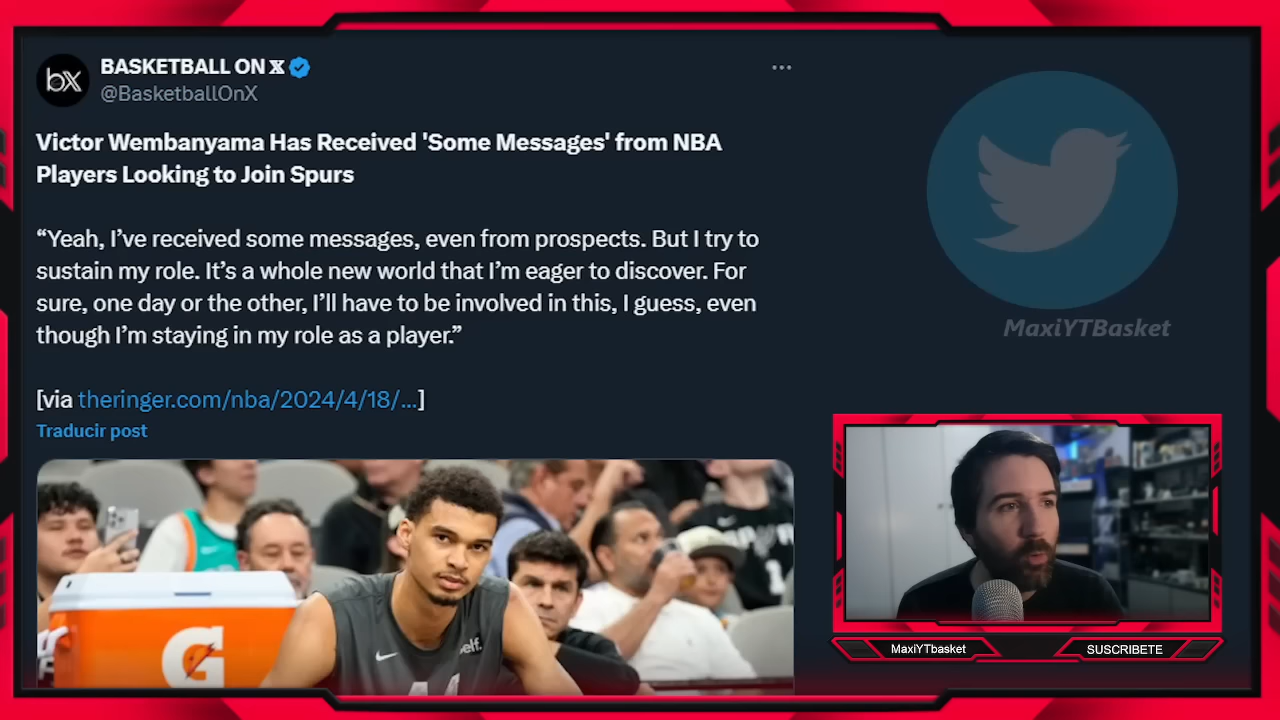 bX
BASKETBALL ON 𝕏
@BasketballOnX
Victor Wembanyama Has Received 'Some Messages' from NBA
Players Looking to Join Spurs
“Yeah, I’ve received some messages, even from prospects. But I try to
sustain my role. It’s a whole new world that I’m eager to discover. For
sure, one day or the other, I’ll have to be involved in this, I guess, even
though I’m staying in my role as a player.”
[via theringer.com/nba/2024/4/18/...]
Traducir post
MaxiYTBasket
G
elf.
MaxiYTbasket
SUSCRIBETE